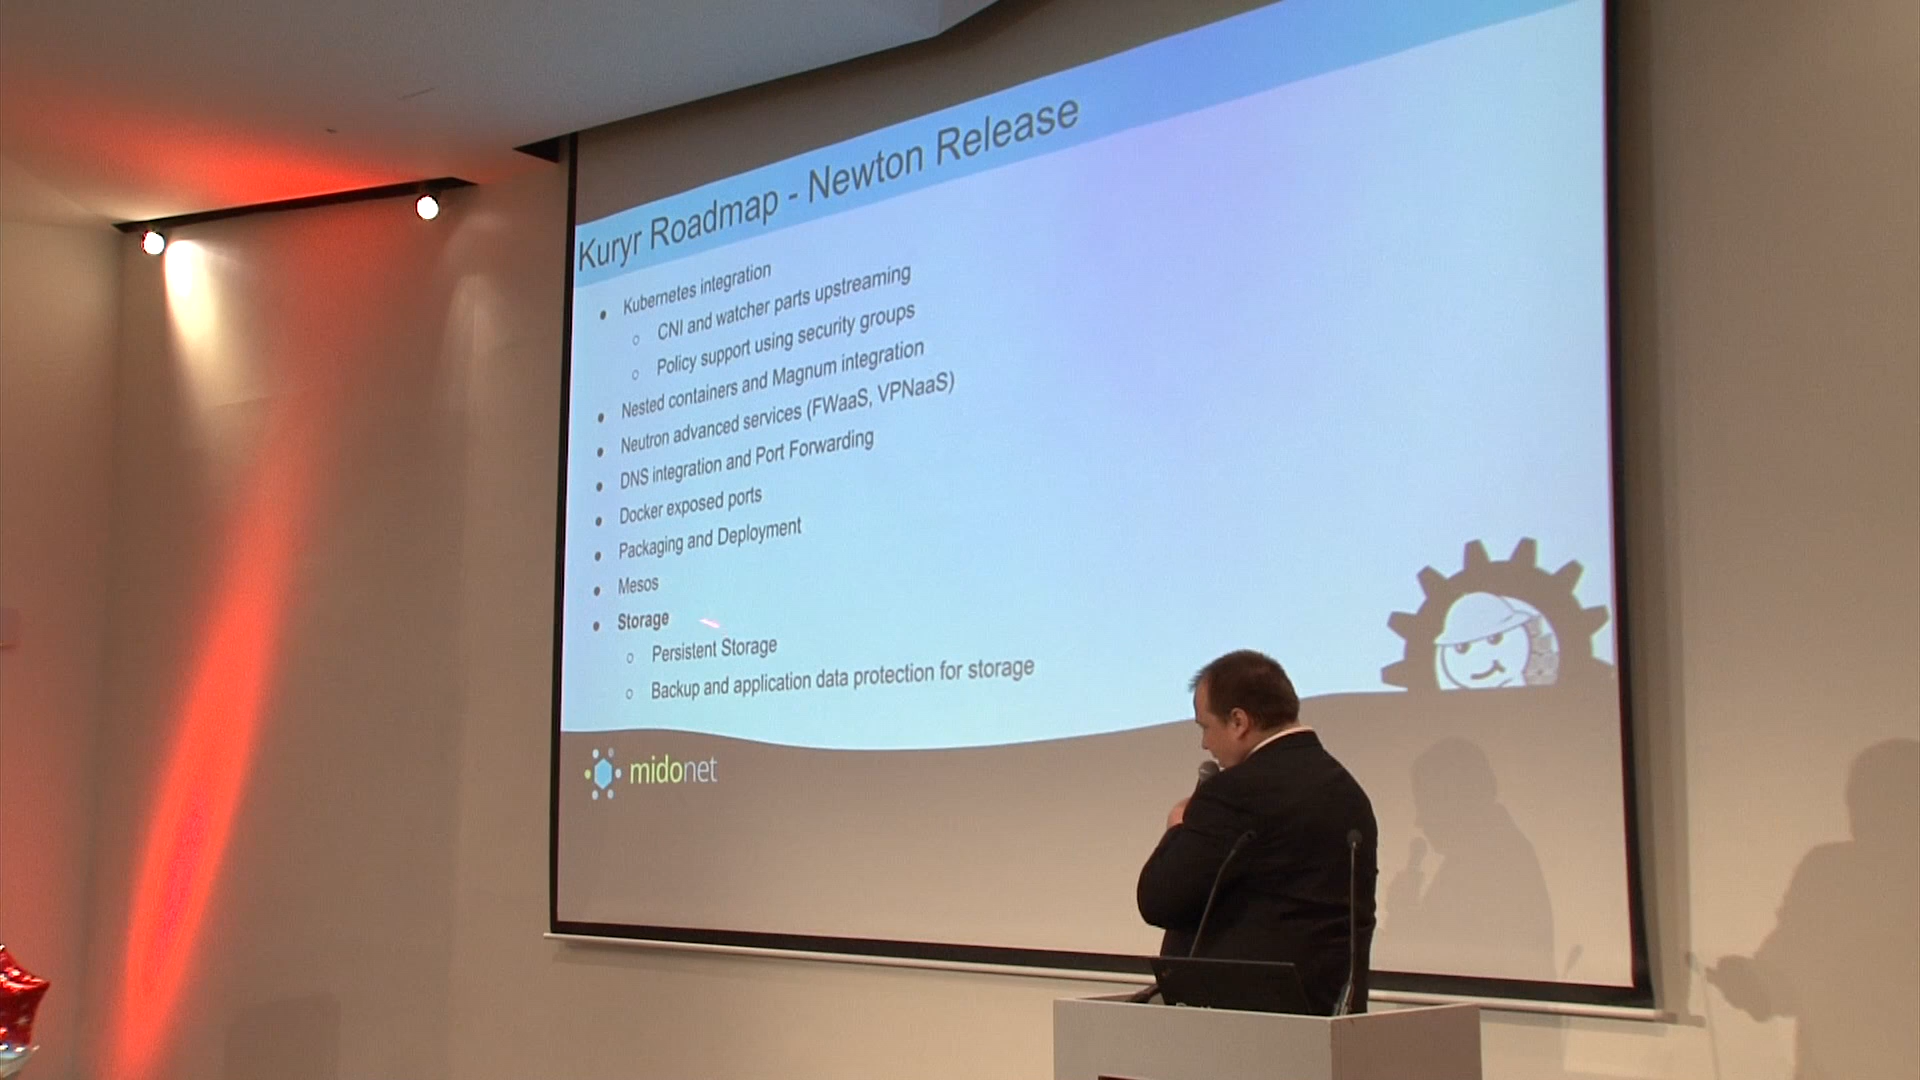 Kuryr Roadmap - Newton Release
Kubernetes integration
CNI and watcher parts upstreaming
Policy support using security groups
Nested containers and Magnum integration
Neutron advanced services (FWaaS, VPNaaS)
DNS integration and Port Forwarding
Docker exposed ports
Packaging and Deployment
Mesos
Storage
Persistent Storage
Backup and application data protection for storage
midonet